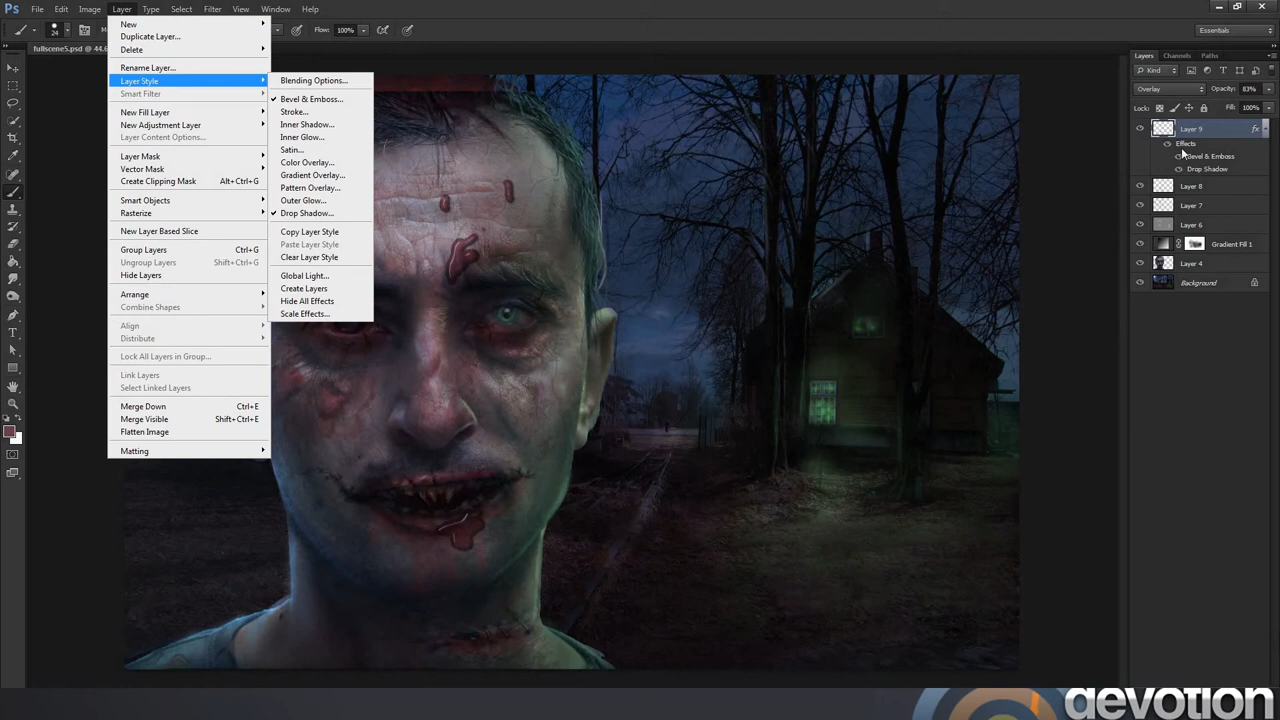 Ps File Edit Image Layer Type Select Filter View Window Help
24 Flow: 100% Essentials
fullscene5.psd @ 44.6
New
Duplicate Layer...
Delete
Rename Layer...
Layer Style
Smart Filter
New Fill Layer
New Adjustment Layer
Layer Content Options...
Layer Mask
Vector Mask
Create Clipping Mask Alt+Ctrl+G
Smart Objects
Rasterize
New Layer Based Slice
Group Layers Ctrl+G
Ungroup Layers Shift+Ctrl+G
Hide Layers
Arrange
Combine Shapes
Align
Distribute
Lock All Layers in Group...
Link Layers
Select Linked Layers
Merge Down Ctrl+E
Merge Visible Shift+Ctrl+E
Flatten Image
Matting
Blending Options...
Bevel & Emboss...
Stroke...
Inner Shadow...
Inner Glow...
Satin...
Color Overlay...
Gradient Overlay...
Pattern Overlay...
Outer Glow...
Drop Shadow...
Copy Layer Style
Paste Layer Style
Clear Layer Style
Global Light...
Create Layers
Hide All Effects
Scale Effects...
Layers Channels Paths
Kind
Overlay Opacity: 83%
Lock: Fill: 100%
Layer 9 fx
Effects
Bevel & Emboss
Drop Shadow
Layer 8
Layer 7
Layer 6
Gradient Fill 1
Layer 4
Background
devotion